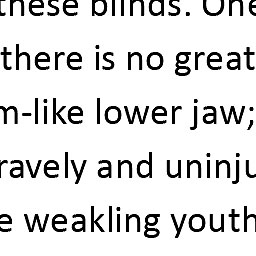 these blinds. One
there is no great
m-like lower jaw;
ravely and uninju
e weakling youth